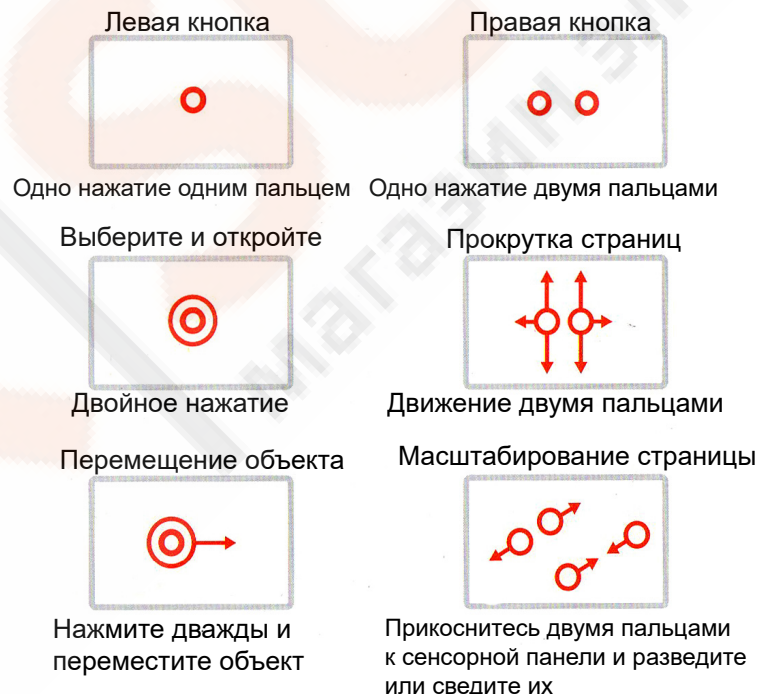 Левая кнопка
Правая кнопка
Одно нажатие одним пальцем
Одно нажатие двумя пальцами
Выберите и откройте
Прокрутка страниц
Двойное нажатие
Движение двумя пальцами
Перемещение объекта
Масштабирование страницы
Нажмите дважды и
переместите объект
Прикоснитесь двумя пальцами
к сенсорной панели и разведите
или сведите их
магазин